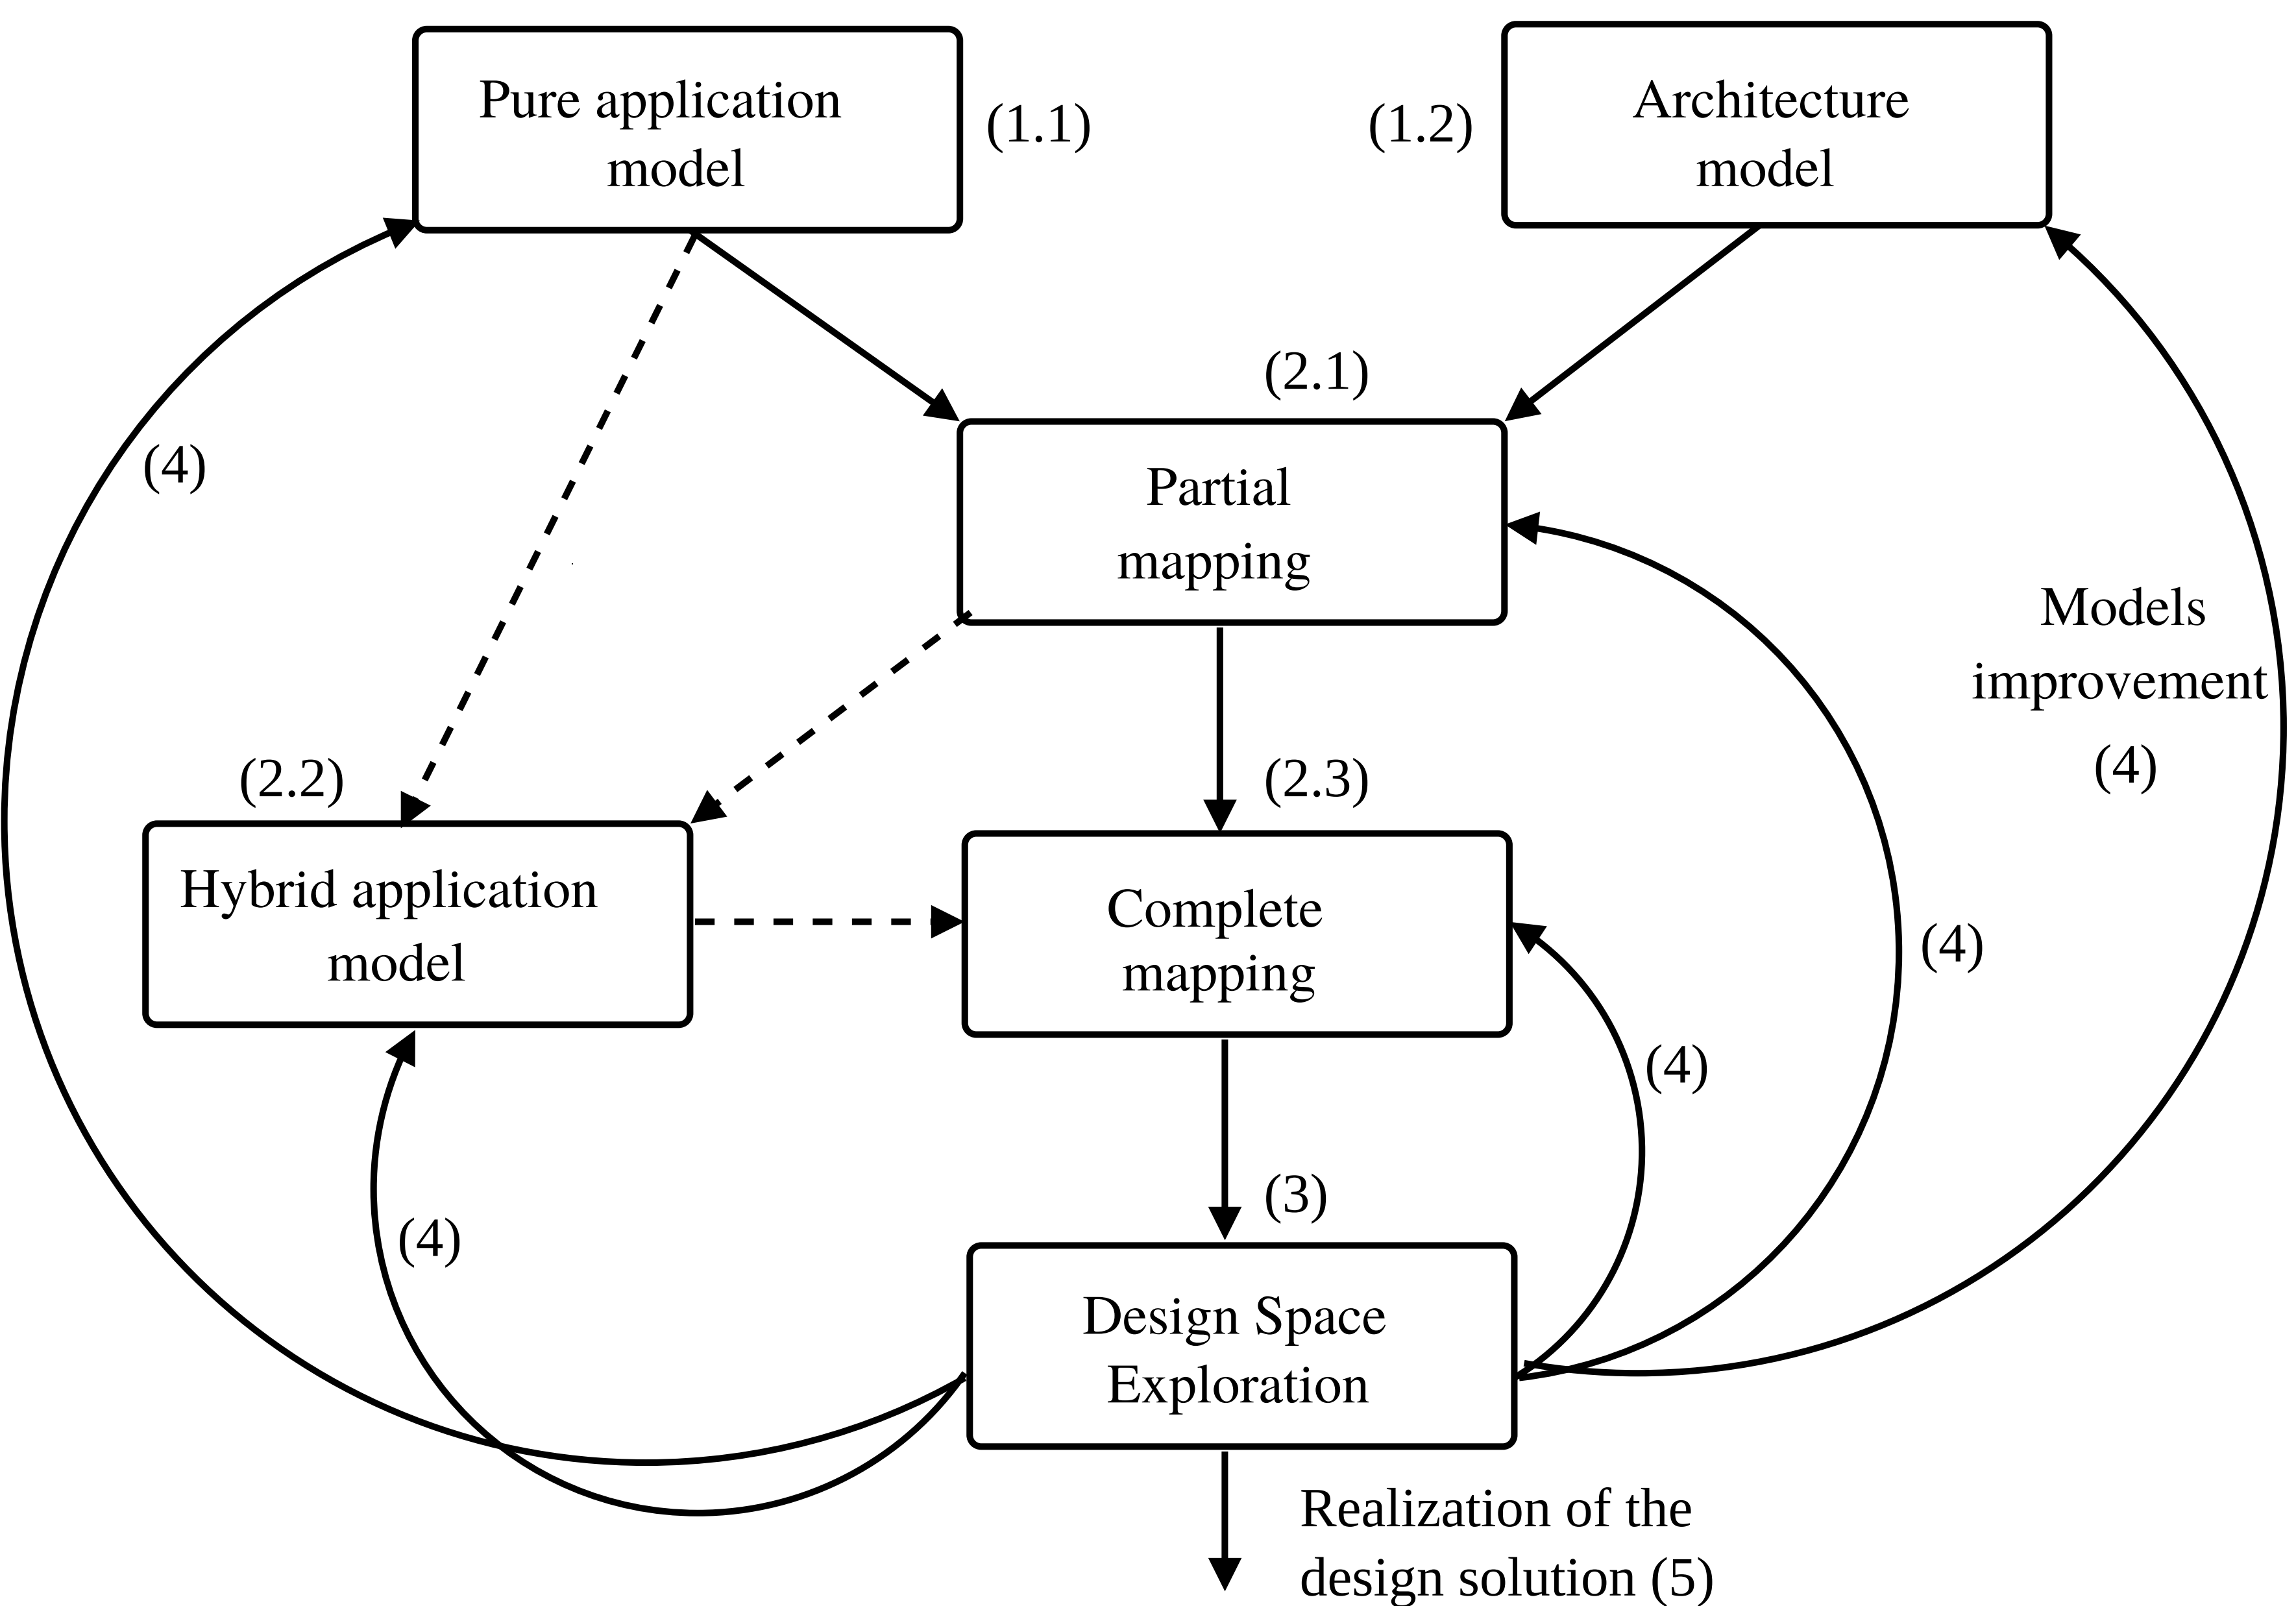 Pure application
model
(1.1)
(1.2)
Architecture
model
(2.1)
(4)
Partial
mapping
Models
improvement
(4)
(2.2)
(2.3)
Hybrid application
model
Complete
mapping
(4)
(4)
(3)
(4)
Design Space
Exploration
Realization of the
design solution (5)